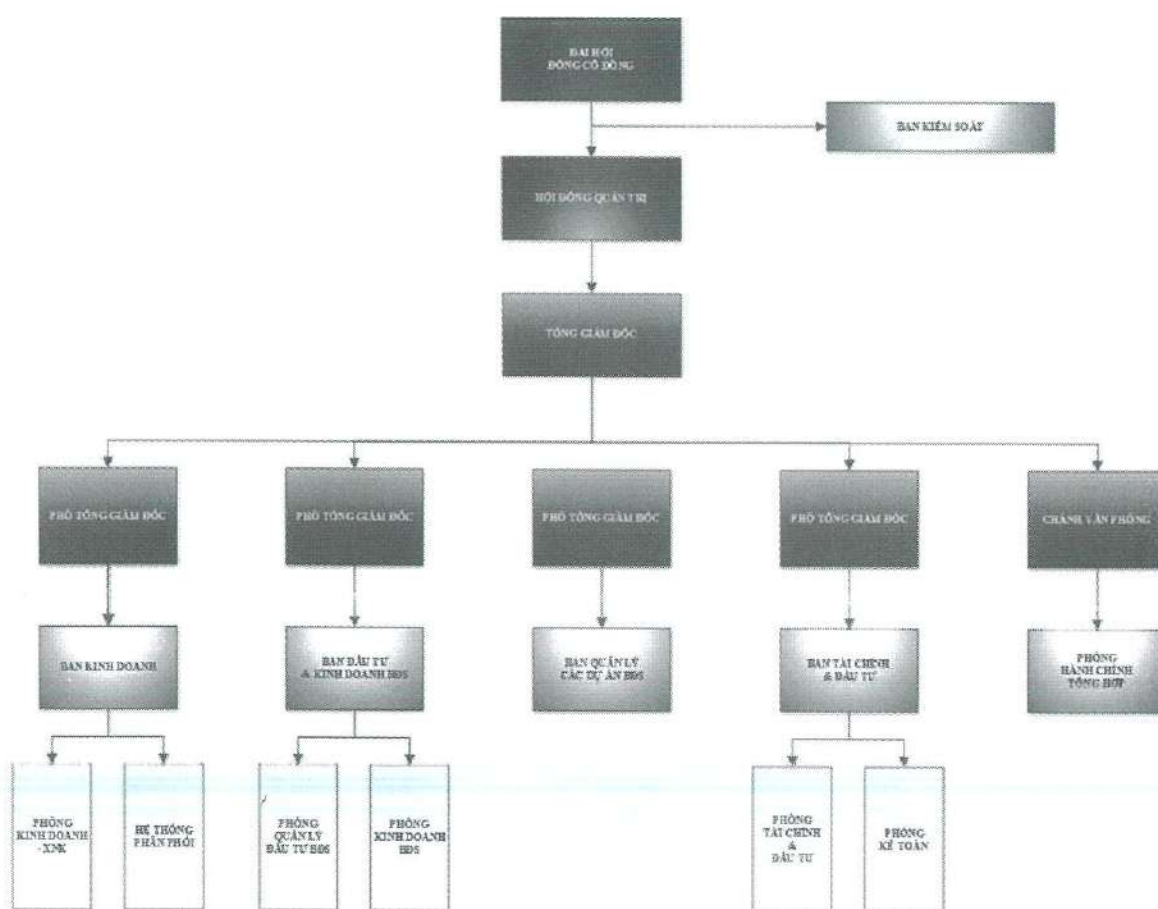 ĐẠI HỘI
ĐỒNG CỔ ĐÔNG
BAN KIỂM SOÁT
HỘI ĐỒNG QUẢN TRỊ
TỔNG GIÁM ĐỐC
PHÓ TỔNG GIÁM ĐỐC
PHÓ TỔNG GIÁM ĐỐC
PHÓ TỔNG GIÁM ĐỐC
PHÓ TỔNG GIÁM ĐỐC
CHÁNH VĂN PHÒNG
BAN KINH DOANH
BAN ĐẦU TƯ
& KINH DOANH BĐS
BAN QUẢN LÝ
CÁC DỰ ÁN BĐS
BAN TÀI CHÍNH
& ĐẦU TƯ
PHÒNG
HÀNH CHÍNH
TỔNG HỢP
PHÒNG
KINH DOANH
- XNK
HỆ THỐNG
PHÂN PHỐI
PHÒNG
QUẢN LÝ
ĐẦU TƯ BĐS
PHÒNG
KINH DOANH
BĐS
PHÒNG
TÀI CHÍNH
&
ĐẦU TƯ
PHÒNG
KẾ TOÁN